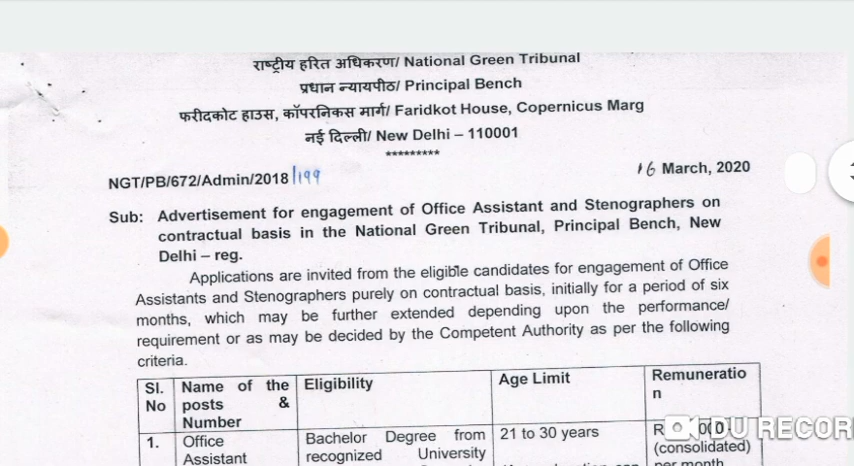 राष्ट्रीय हरित अधिकरण/ National Green Tribunal
प्रधान न्यायपीठ/ Principal Bench
फरीदकोट हाउस, कॉपरनिकस मार्ग/ Faridkot House, Copernicus Marg
नई दिल्ली/ New Delhi – 110001
*********
NGT/PB/672/Admin/2018/199
16 March, 2020
Sub: Advertisement for engagement of Office Assistant and Stenographers on
contractual basis in the National Green Tribunal, Principal Bench, New
Delhi – reg.
Applications are invited from the eligible candidates for engagement of Office
Assistants and Stenographers purely on contractual basis, initially for a period of six
months, which may be further extended depending upon the performance/
requirement or as may be decided by the Competent Authority as per the following
criteria.
Sl. Name of the Eligibility Age Limit Remuneratio
No posts & n
Number
1. Office Bachelor Degree from 21 to 30 years
Assistant recognized University (consolidated)
per month
DU RECOR